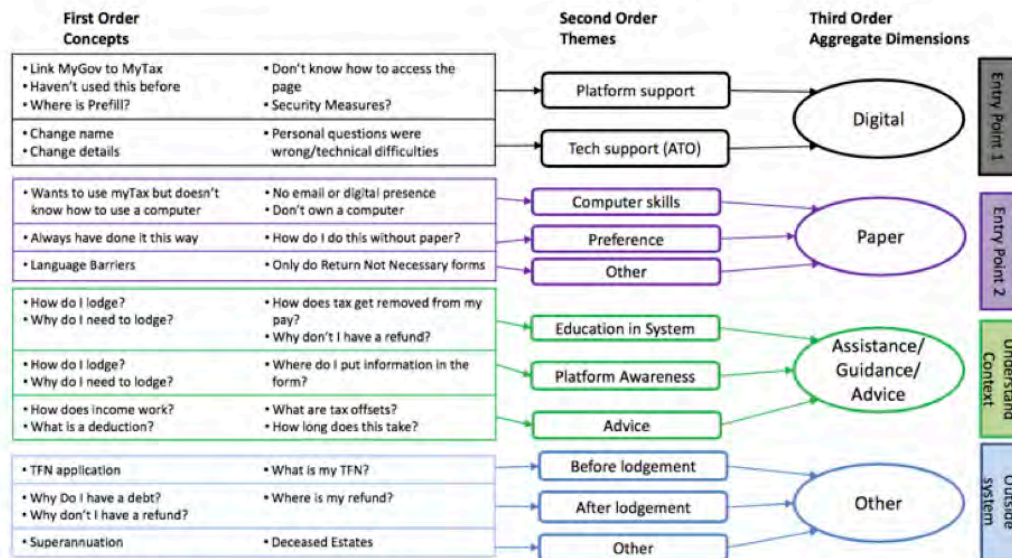 First Order
Concepts
Second Order
Themes
Third Order
Aggregate Dimensions
• Link MyGov to MyTax
• Haven't used this before
• Where is Prefill?
• Don't know how to access the
page
• Security Measures?
Platform support
• Change name
• Change details
• Personal questions were
wrong/technical difficulties
Tech support (ATO)
Digital
Entry Point 1
• Wants to use myTax but doesn't
know how to use a computer
• No email or digital presence
• Don't own a computer
Computer skills
• Always have done it this way
• How do I do this without paper?
Preference
• Language Barriers
• Only do Return Not Necessary forms
Other
Paper
Entry Point 2
• How do I lodge?
• Why do I need to lodge?
• How does tax get removed from my
pay?
• Why don't I have a refund?
Education in System
• How do I lodge?
• Why do I need to lodge?
• Where do I put information in the
form?
Platform Awareness
• How does income work?
• What is a deduction?
• What are tax offsets?
• How long does this take?
Advice
Assistance/
Guidance/
Advice
Understand
Context
• TFN application
• What is my TFN?
Before lodgement
• Why Do I have a debt?
• Why don't I have a refund?
• Where is my refund?
After lodgement
• Superannuation
• Deceased Estates
Other
Other
Outside
system